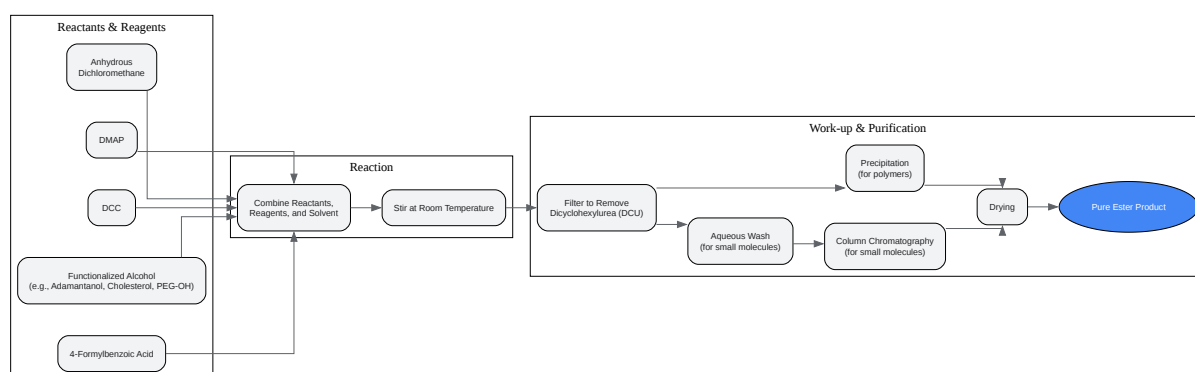 Reactants & Reagents
Anhydrous
Dichloromethane
DMAP
DCC
Functionalized Alcohol
(e.g., Adamantanol, Cholesterol, PEG-OH)
4-Formylbenzoic Acid
Reaction
Combine Reactants,
Reagents, and Solvent
Stir at Room Temperature
Work-up & Purification
Filter to Remove
Dicyclohexylurea (DCU)
Precipitation
(for polymers)
Aqueous Wash
(for small molecules)
Column Chromatography
(for small molecules)
Drying
Pure Ester Product